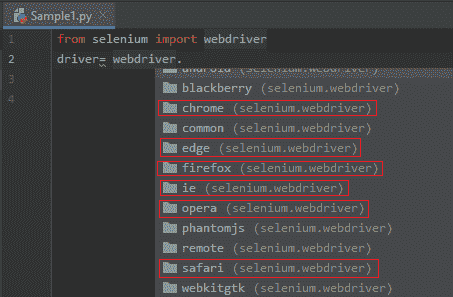 Sample1.py
1 from selenium import webdriver
2 driver= webdriver.
3
4
android (selenium.webdriver)
blackberry (selenium.webdriver)
chrome (selenium.webdriver)
common (selenium.webdriver)
edge (selenium.webdriver)
firefox (selenium.webdriver)
ie (selenium.webdriver)
opera (selenium.webdriver)
phantomjs (selenium.webdriver)
remote (selenium.webdriver)
safari (selenium.webdriver)
webkitgtk (selenium.webdriver)